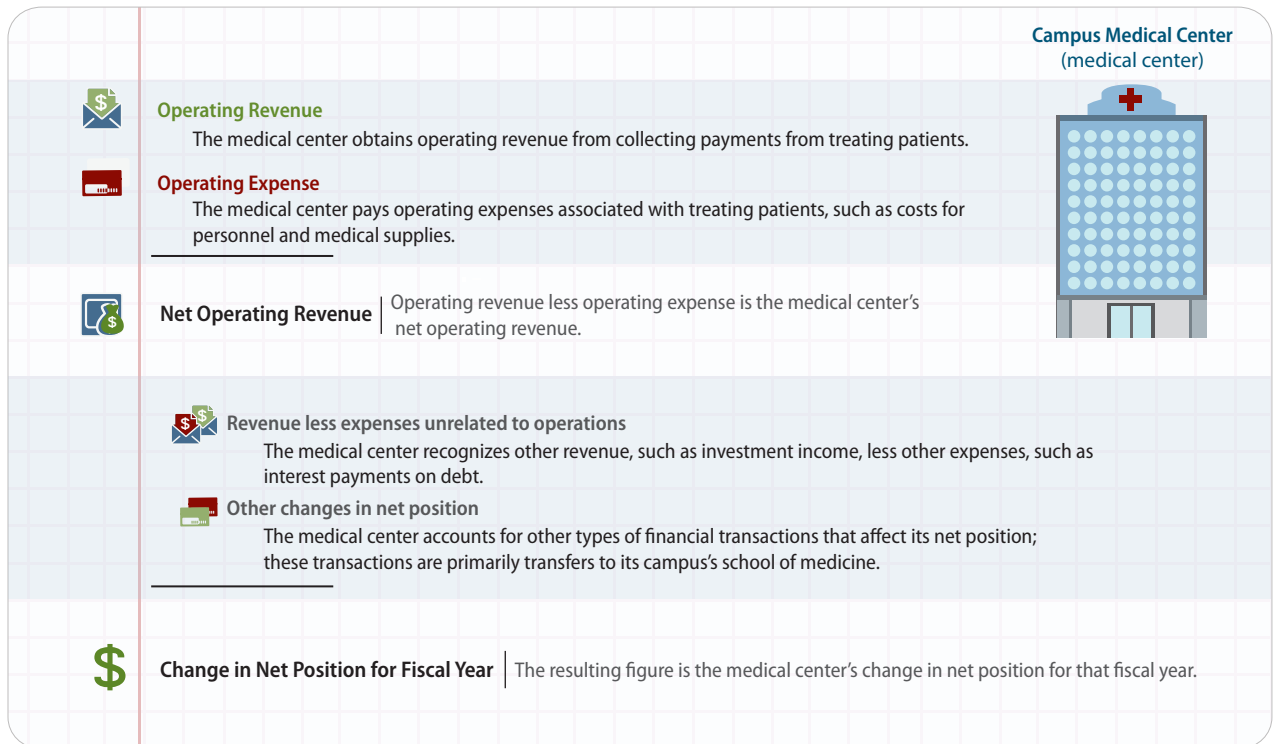 Campus Medical Center
(medical center)
Operating Revenue
The medical center obtains operating revenue from collecting payments from treating patients.
Operating Expense
The medical center pays operating expenses associated with treating patients, such as costs for
personnel and medical supplies.
Net Operating Revenue
Operating revenue less operating expense is the medical center's
net operating revenue.
Revenue less expenses unrelated to operations
The medical center recognizes other revenue, such as investment income, less other expenses, such as
interest payments on debt.
Other changes in net position
The medical center accounts for other types of financial transactions that affect its net position;
these transactions are primarily transfers to its campus's school of medicine.
Change in Net Position for Fiscal Year
The resulting figure is the medical center's change in net position for that fiscal year.